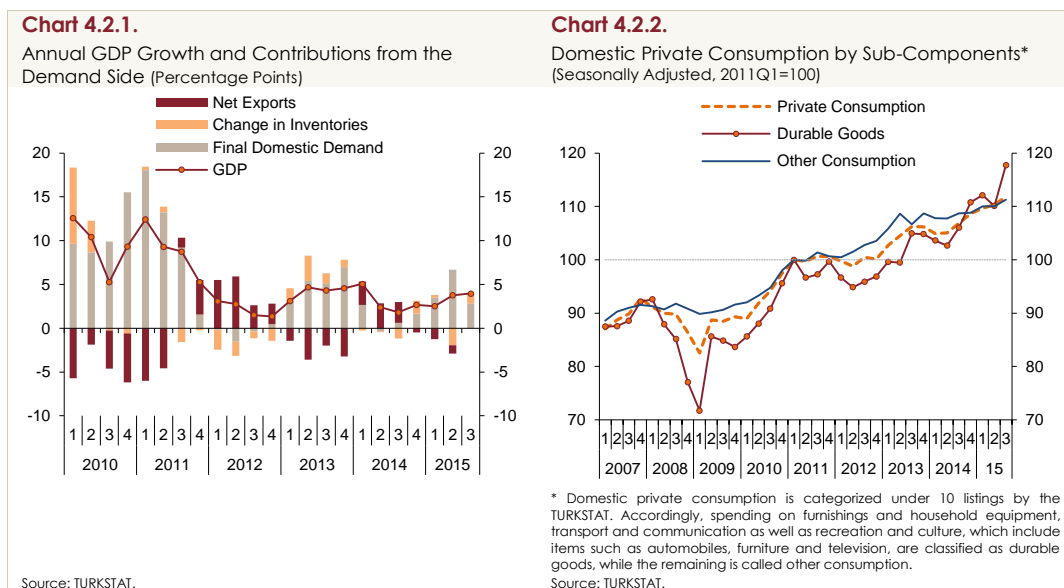 Chart 4.2.1.
Annual GDP Growth and Contributions from the
Demand Side (Percentage Points)
Net Exports
Change in Inventories
Final Domestic Demand
GDP
20 20
15 15
10 10
5 5
0 0
-5 -5
-10 -10
1 2 3 4 1 2 3 4 1 2 3 4 1 2 3 4 1 2 3 4 1 2 3
2010 2011 2012 2013 2014 2015
Source: TURKSTAT.
Chart 4.2.2.
Domestic Private Consumption by Sub-Components*
(Seasonally Adjusted, 2011Q1=100)
Private Consumption
Durable Goods
Other Consumption
120 120
110 110
100 100
90 90
80 80
70 70
1 2 3 4 1 2 3 4 1 2 3 4 1 2 3 4 1 2 3 4 1 2 3 4 1 2 3 4 1 2 3 4 1 2 3
2007 2008 2009 2010 2011 2012 2013 2014 15
* Domestic private consumption is categorized under 10 listings by the
TURKSTAT. Accordingly, spending on furnishings and household equipment,
transport and communication as well as recreation and culture, which include
items such as automobiles, furniture and television, are classified as durable
goods, while the remaining is called other consumption.
Source: TURKSTAT.